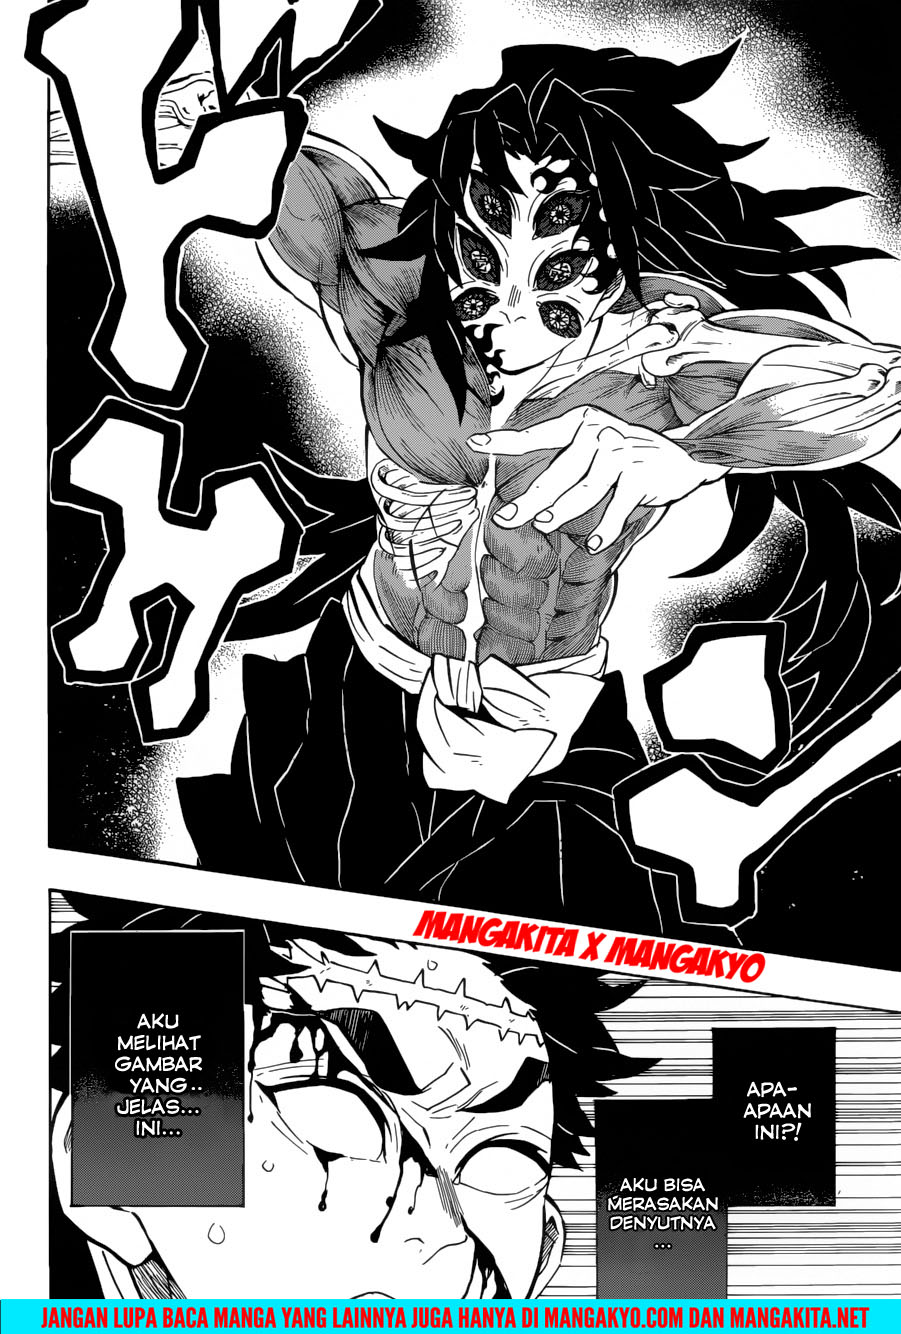 MANGAKITA X MANGAKYO
APA-
APAAN
INI?!
AKU BISA
MERASAKAN
DENYUTNYA
...
AKU
MELIHAT
GAMBAR
YANG..
JELAS...
INI...
JANGAN LUPA BACA MANGA YANG LAINNYA JUGA HANYA DI MANGAKYO.COM DAN MANGAKITA.NET